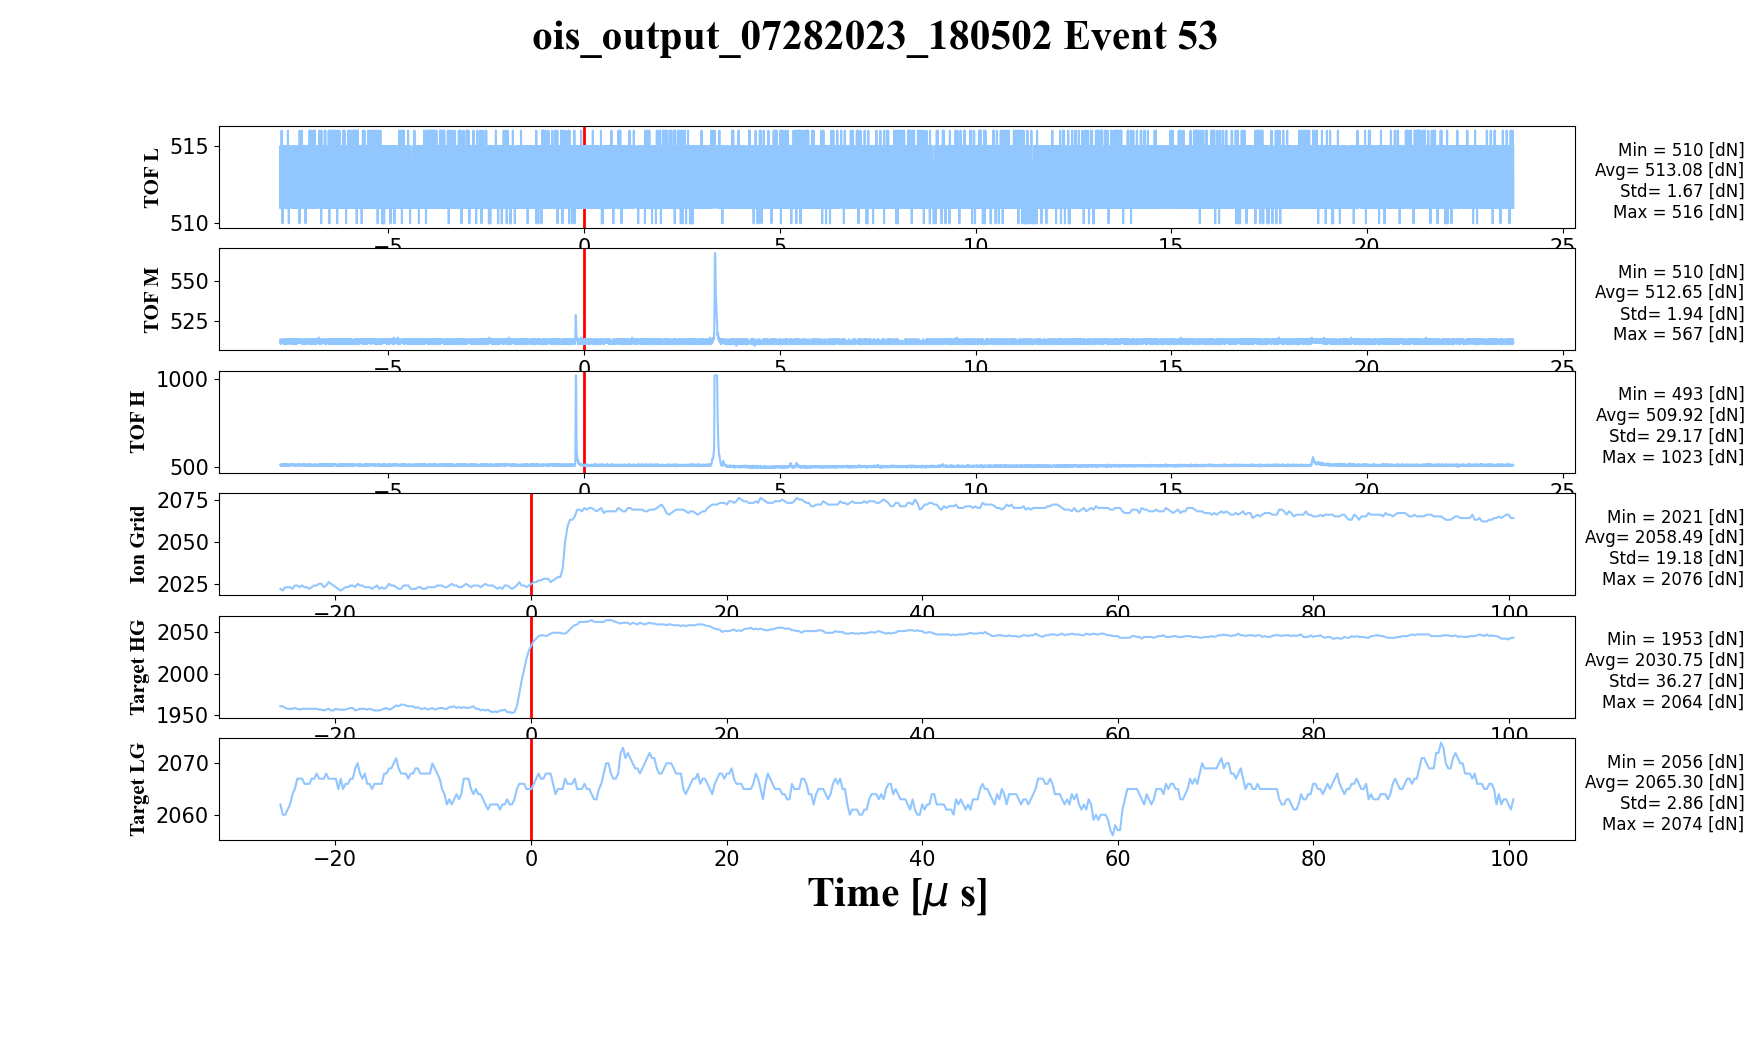 ois_output_07282023_180502 Event 53
TOF L
515
510
−5 0 5 10 15 20 25
Min = 510 [dN]
Avg= 513.08 [dN]
Std= 1.67 [dN]
Max = 516 [dN]
TOF M
550
525
−5 0 5 10 15 20 25
Min = 510 [dN]
Avg= 512.65 [dN]
Std= 1.94 [dN]
Max = 567 [dN]
TOF H
1000
500
−5 0 5 10 15 20 25
Min = 493 [dN]
Avg= 509.92 [dN]
Std= 29.17 [dN]
Max = 1023 [dN]
Ion Grid
2075
2050
2025
−20 0 20 40 60 80 100
Min = 2021 [dN]
Avg= 2058.49 [dN]
Std= 19.18 [dN]
Max = 2076 [dN]
Target HG
2050
2000
1950
−20 0 20 40 60 80 100
Min = 1953 [dN]
Avg= 2030.75 [dN]
Std= 36.27 [dN]
Max = 2064 [dN]
Target LG
2070
2060
−20 0 20 40 60 80 100
Min = 2056 [dN]
Avg= 2065.30 [dN]
Std= 2.86 [dN]
Max = 2074 [dN]
Time [μ s]